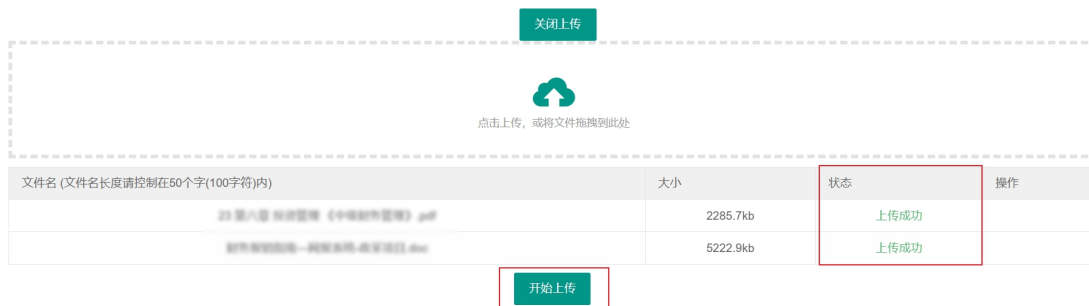 关闭上传
点击上传，或将文件拖拽到此处
文件名 (文件名长度请控制在50个字(100字符)内) 大小 状态 操作
2285.7kb 上传成功
5222.9kb 上传成功
开始上传